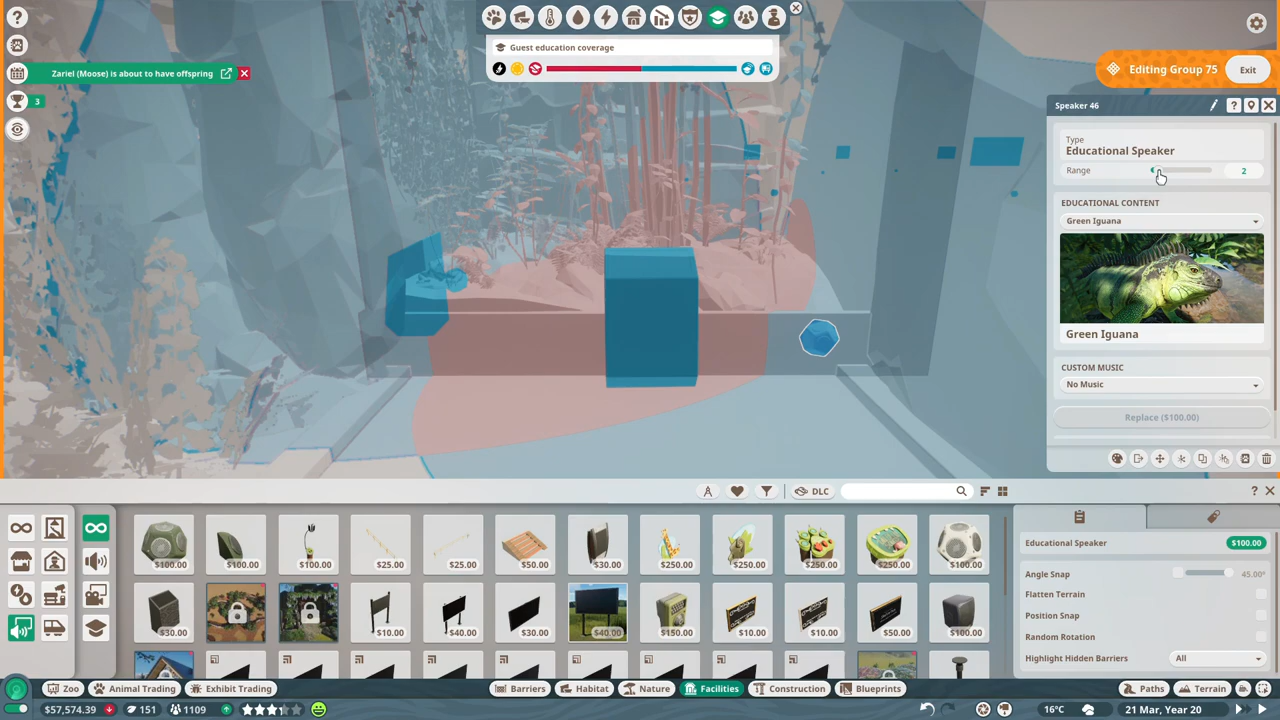 ?
Guest education coverage
Zariel (Moose) is about to have offspring
3
Editing Group 75
Exit
Speaker 46
?
Type
Educational Speaker
Range
2
EDUCATIONAL CONTENT
Green Iguana
Green Iguana
CUSTOM MUSIC
No Music
Replace ($100.00)
DLC
?
$100.00
$100.00
$100.00
$25.00
$25.00
$50.00
$30.00
$250.00
$250.00
$250.00
$250.00
$100.00
$30.00
$10.00
$40.00
$30.00
$40.00
$150.00
$10.00
$10.00
$50.00
$100.00
Educational Speaker
$100.00
Angle Snap
45.00°
Flatten Terrain
Position Snap
Random Rotation
Highlight Hidden Barriers
All
Zoo
Animal Trading
Exhibit Trading
Barriers
Habitat
Nature
Facilities
Construction
Blueprints
Paths
Terrain
$57,574.39
151
1109
16°C
21 Mar, Year 20